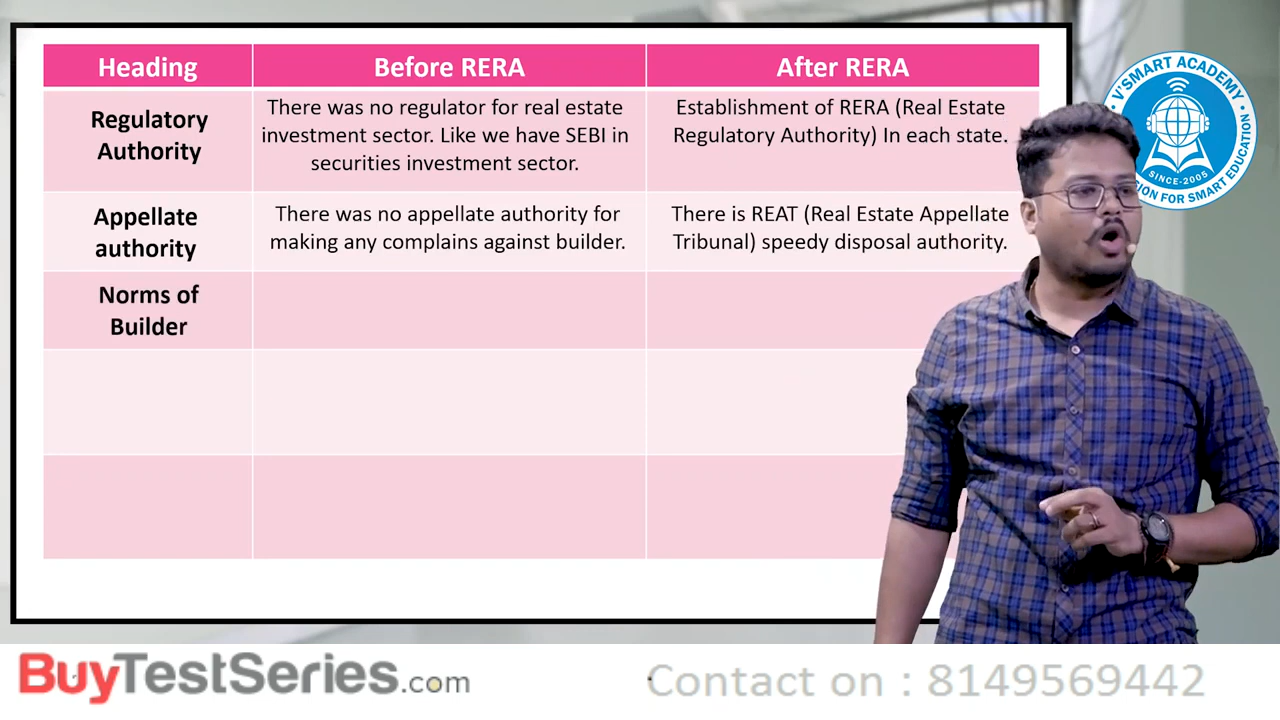 Heading
Before RERA
After RERA
Regulatory
Authority
There was no regulator for real estate
investment sector. Like we have SEBI in
securities investment sector.
Establishment of RERA (Real Estate
Regulatory Authority) In each state.
Appellate
authority
There was no appellate authority for
making any complains against builder.
There is REAT (Real Estate Appellate
Tribunal) speedy disposal authority.
Norms of
Builder
V'SMART ACADEMY
SINCE-2005
FOR SMART EDUCATION
BuyTestSeries.com
Contact on : 8149569442